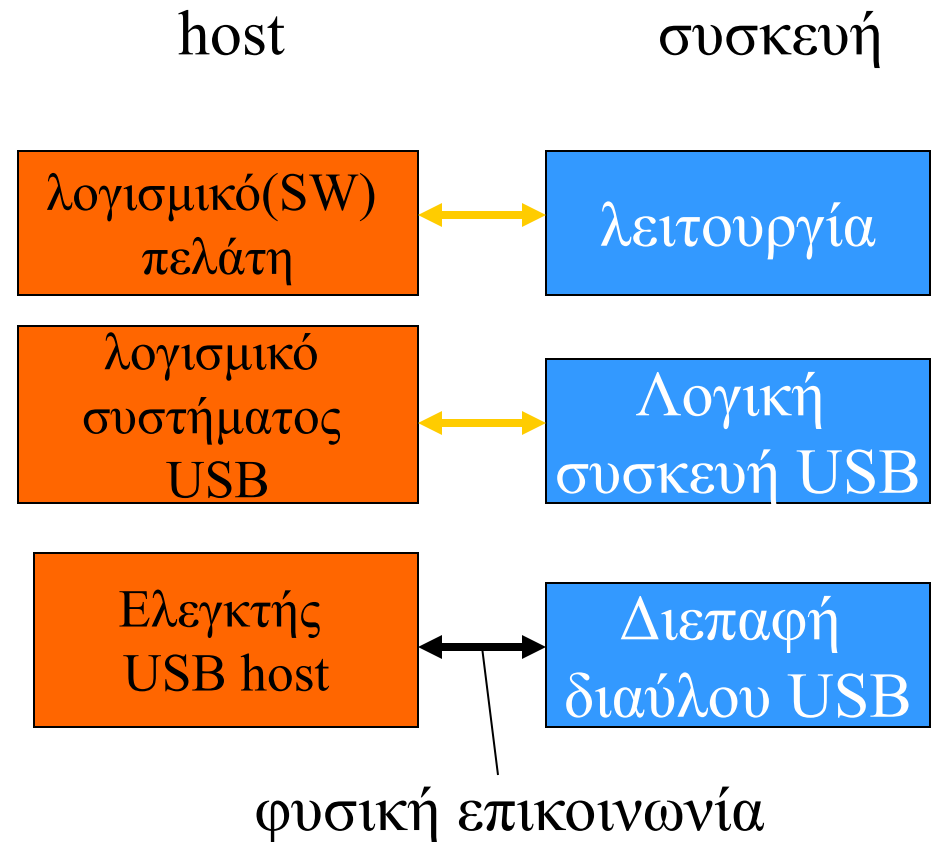 host
συσκευή
λογισμικό(SW)
πελάτη
λειτουργία
λογισμικό
συστήματος
USB
Λογική
συσκευή USB
Ελεγκτής
USB host
Διεπαφή
διαύλου USB
φυσική επικοινωνία